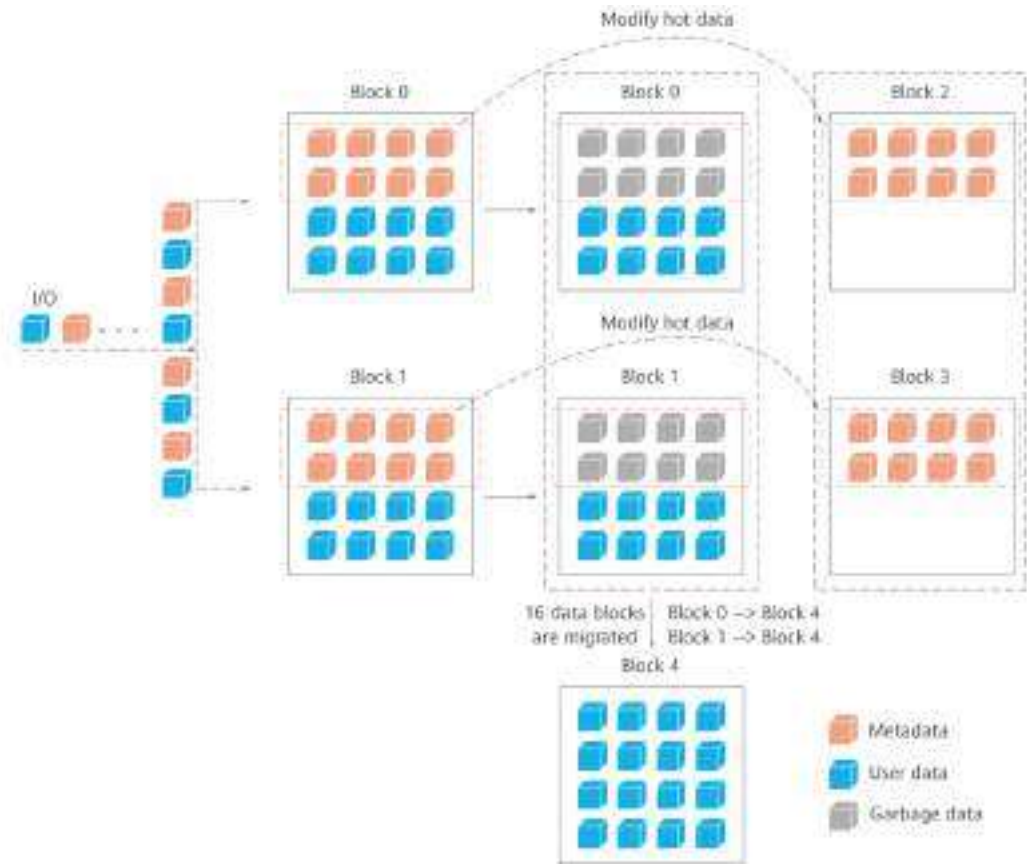 Modify hot data
Block 0
Block 0
Block 2
I/O
Modify hot data
Block 1
Block 1
Block 3
16 data blocks
are migrated
Block 0 --> Block 4
Block 1 --> Block 4
Block 4
Metadata
User data
Garbage data